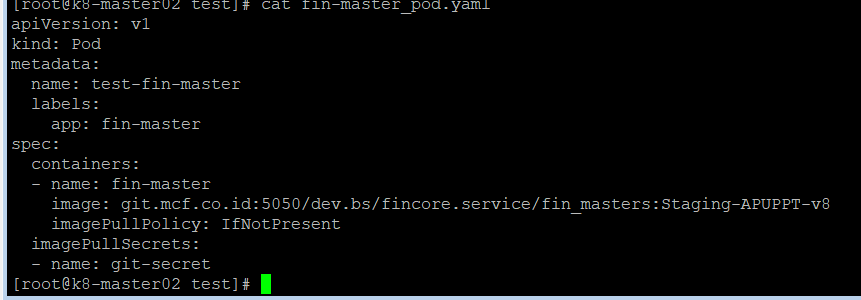 [root@k8-master02 test]# cat fin-master_pod.yaml
apiVersion: v1
kind: Pod
metadata:
  name: test-fin-master
  labels:
    app: fin-master
spec:
  containers:
  - name: fin-master
    image: git.mcf.co.id:5050/dev.bs/fincore.service/fin_masters:Staging-APUPPT-v8
    imagePullPolicy: IfNotPresent
  imagePullSecrets:
  - name: git-secret
[root@k8-master02 test]#